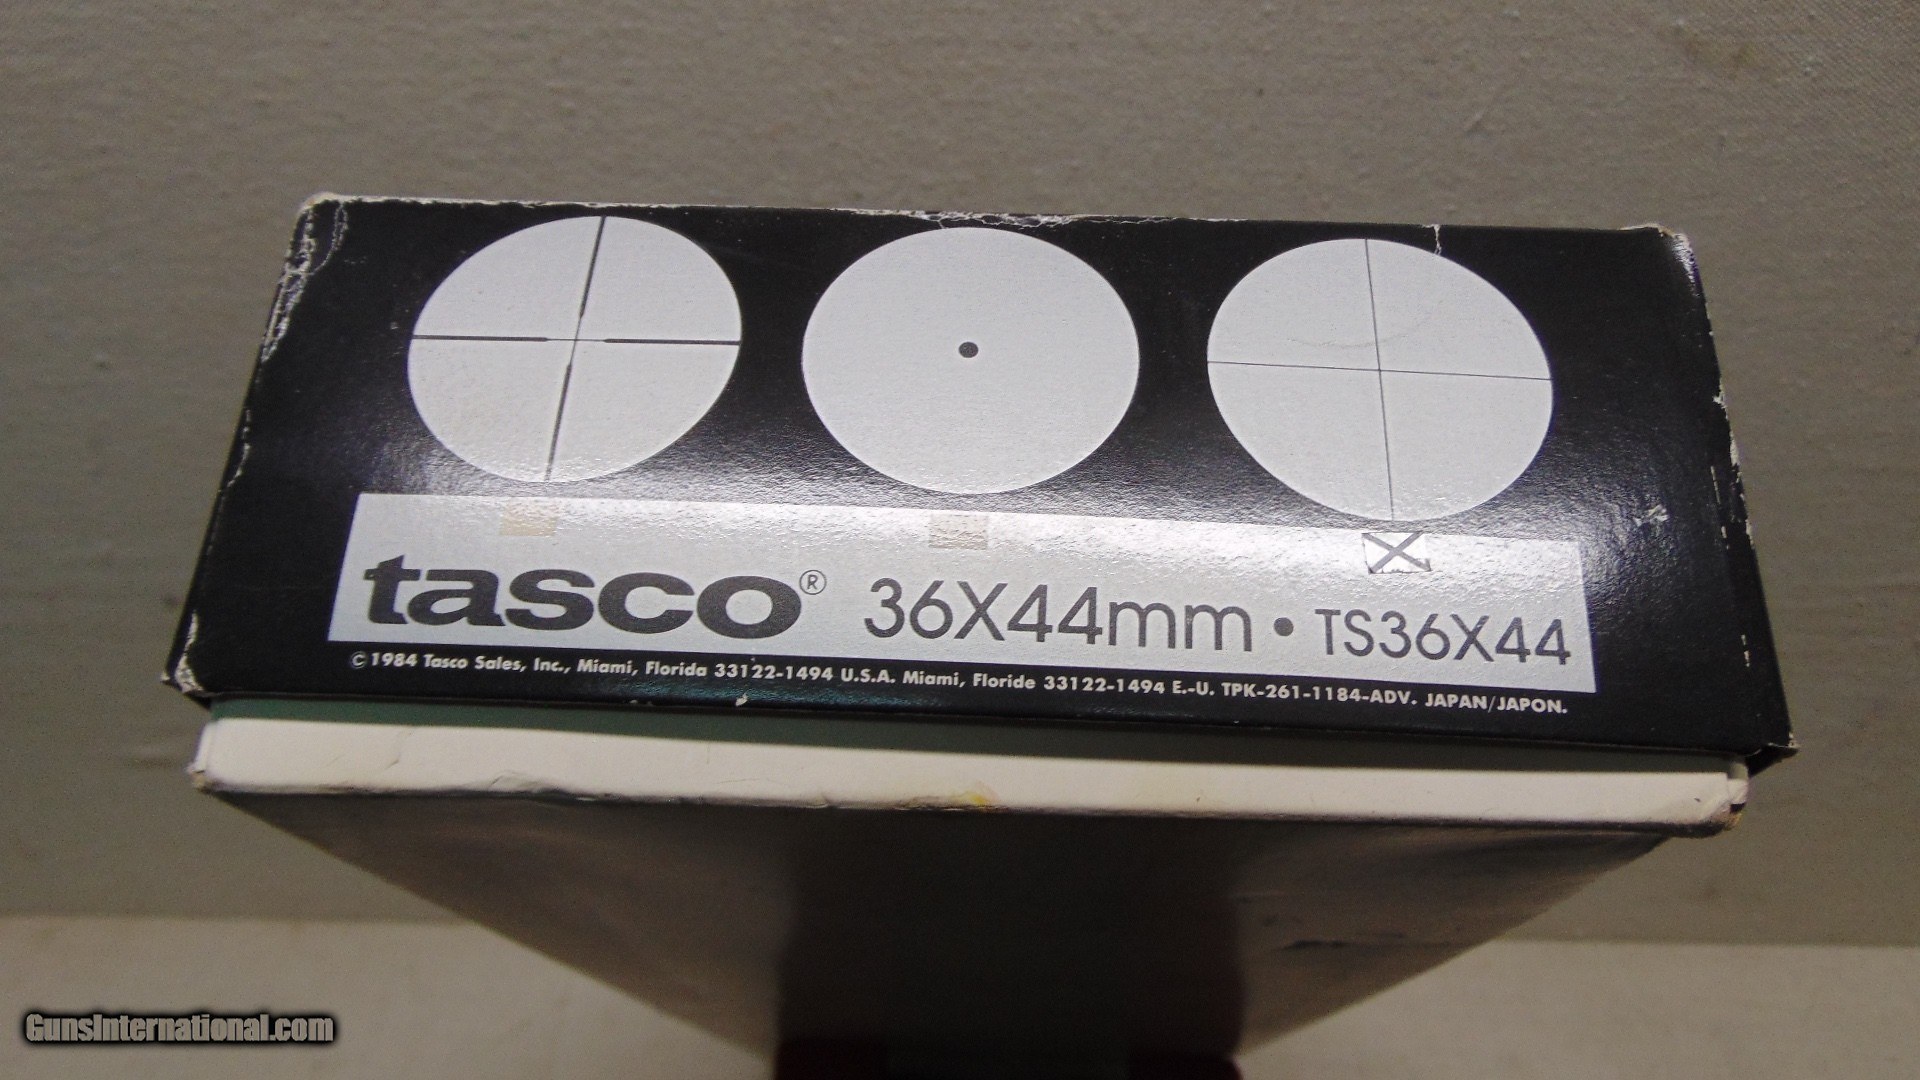 tasco® 36X44mm • TS36X44
©1984 Tasco Sales, Inc., Miami, Florida 33122-1494 U.S.A. Miami, Floride 33122-1494 E.-U. TPK-261-1184-ADV. JAPAN/JAPON.
GunsInternational.com